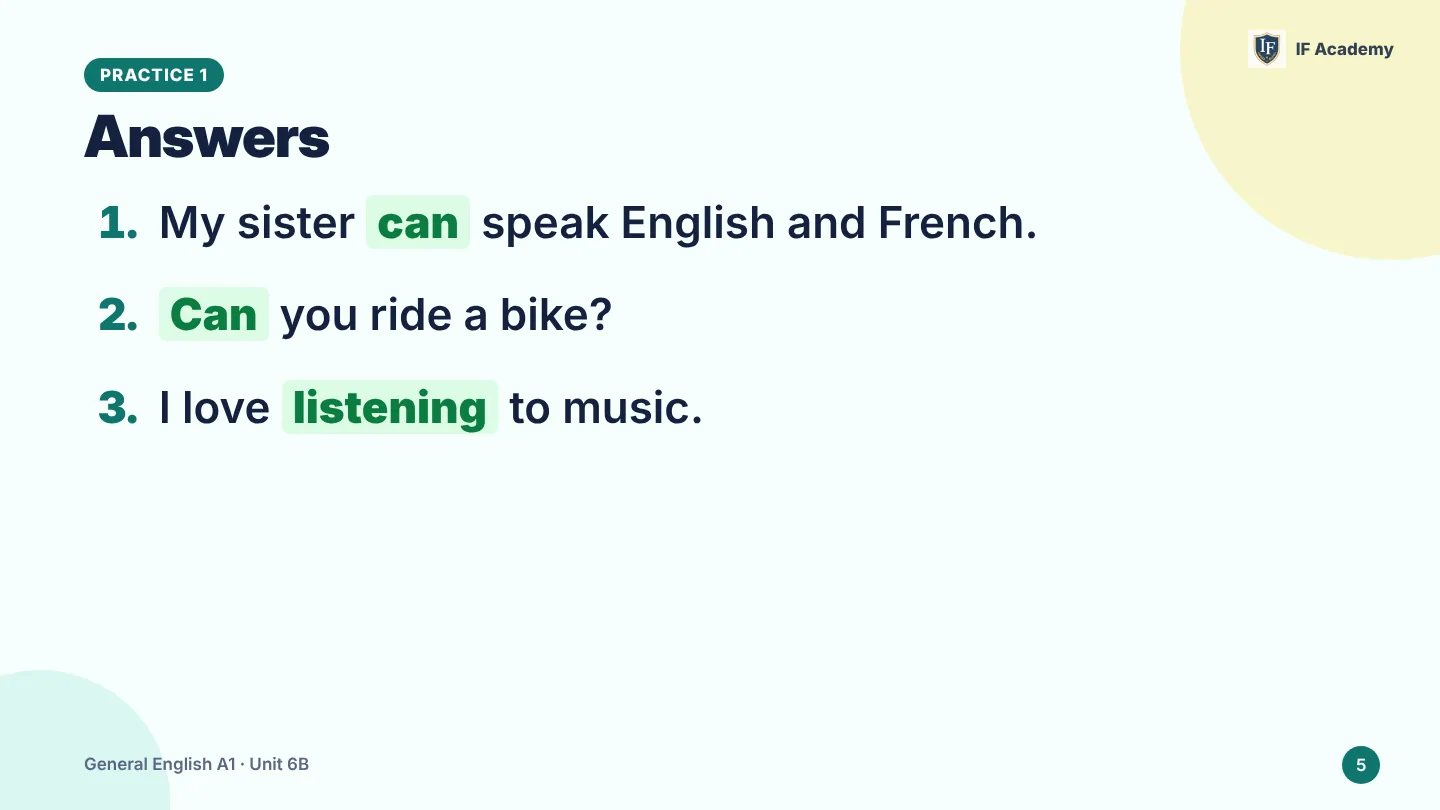 IF
IF Academy
PRACTICE 1
Answers
1. My sister can speak English and French.
2. Can you ride a bike?
3. I love listening to music.
General English A1 · Unit 6B
5